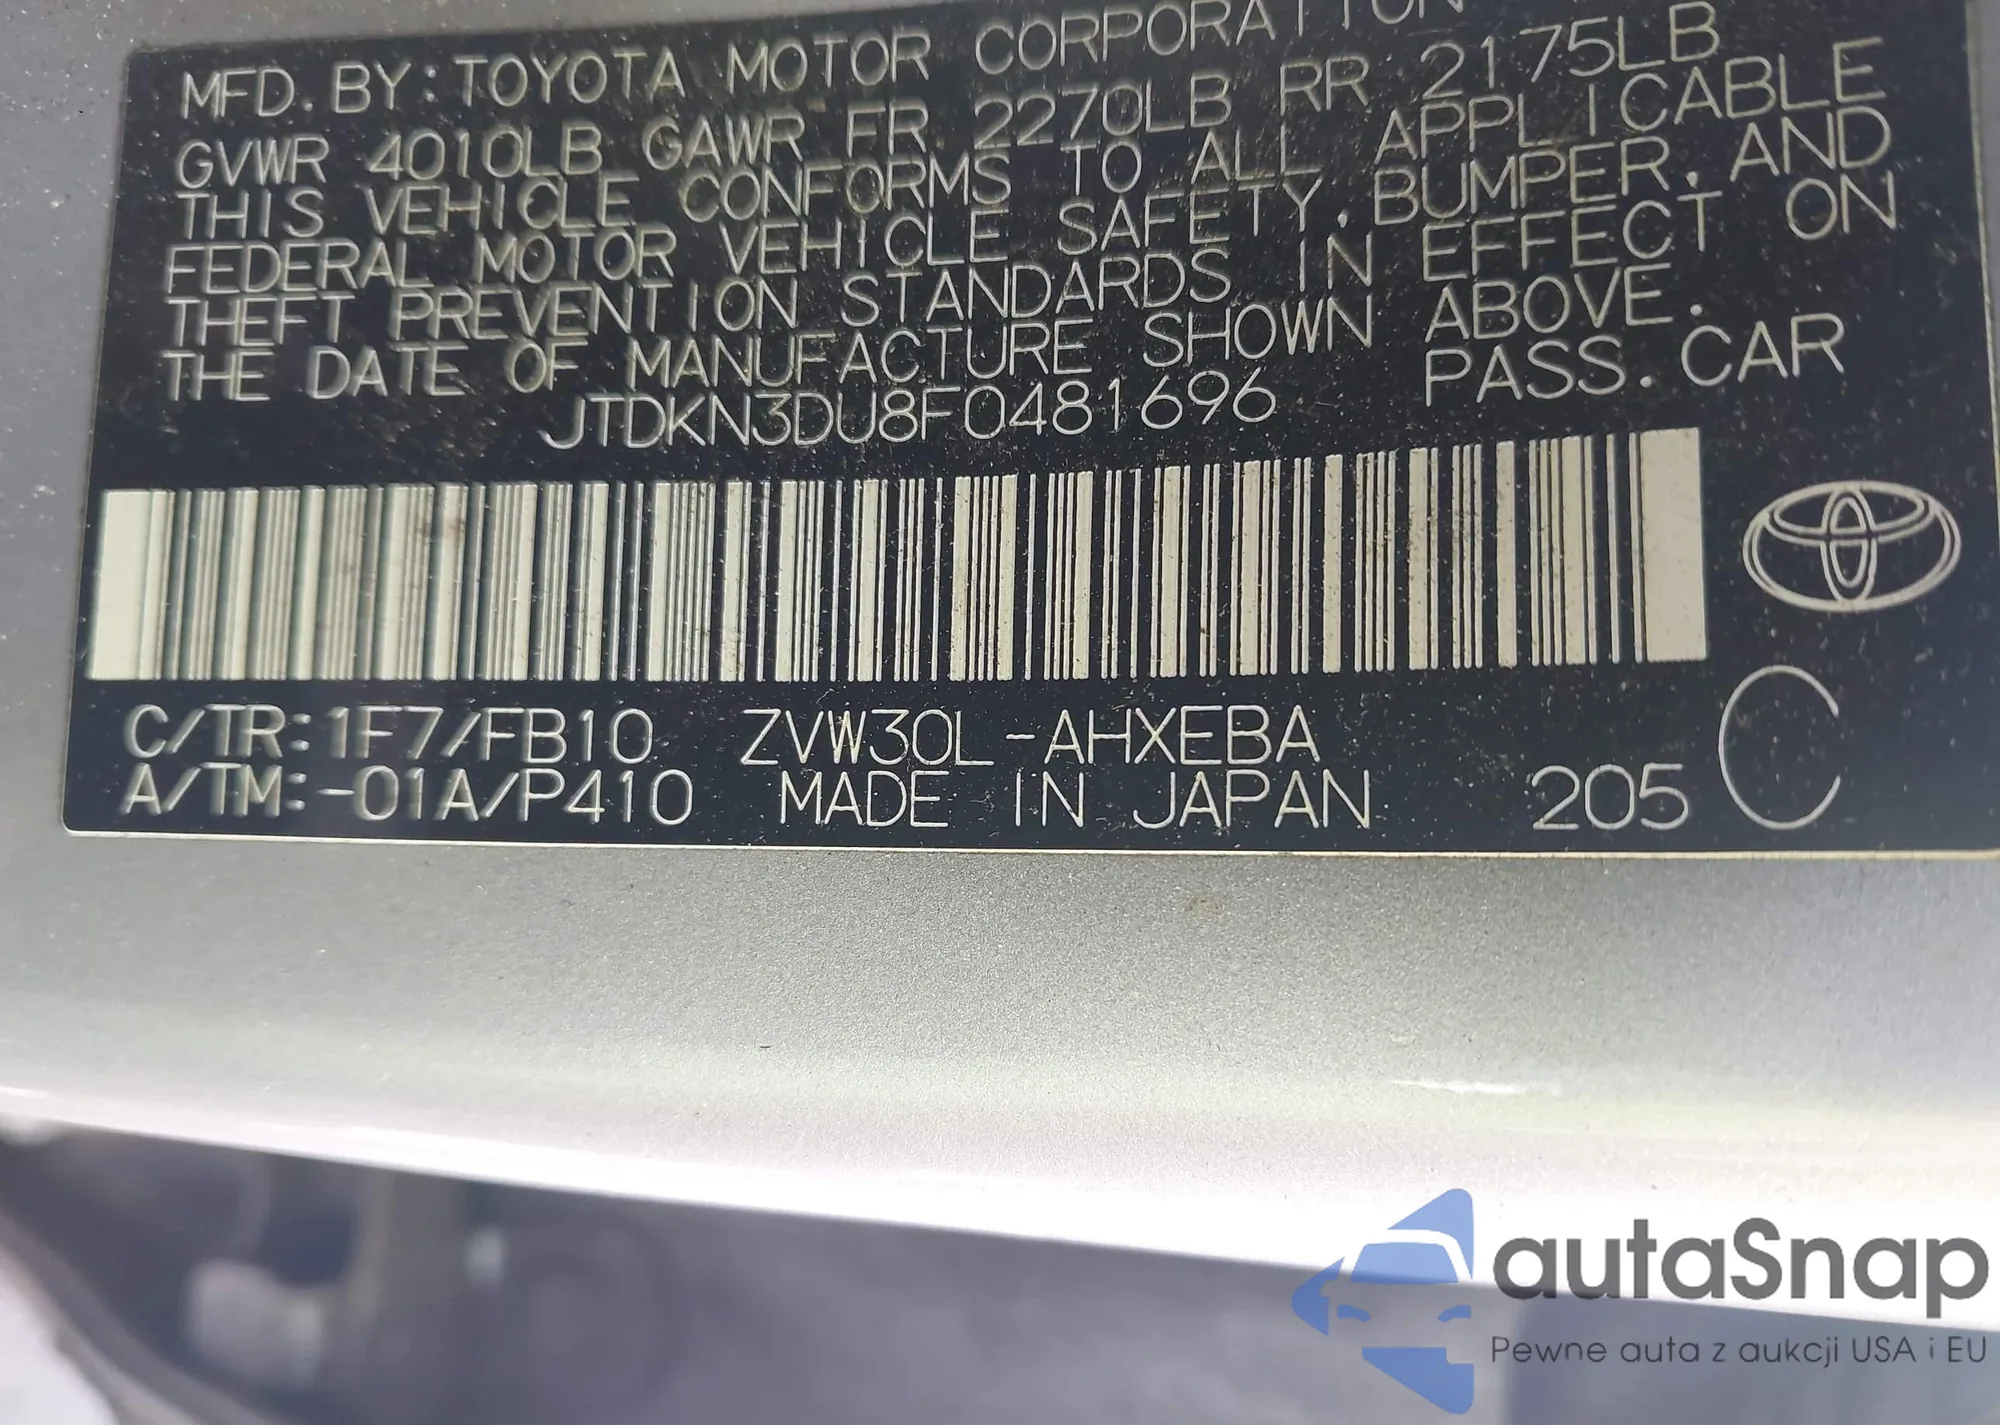 MFD. BY: TOYOTA MOTOR CORPORATION
GVWR 4010LB GAWR FR 2270LB RR 2175LB
THIS VEHICLE CONFORMS TO ALL APPLICABLE
FEDERAL MOTOR VEHICLE SAFETY, BUMPER, AND
THEFT PREVENTION STANDARDS IN EFFECT ON
THE DATE OF MANUFACTURE SHOWN ABOVE.
JTDKN3DU8F0481696 PASS. CAR
C/TR: 1F7/FB10 ZVW30L-AHXEBA
A/TM:-01A/P410 MADE IN JAPAN 205 C
autaSnap
Pewne auta z aukcji USA i EU